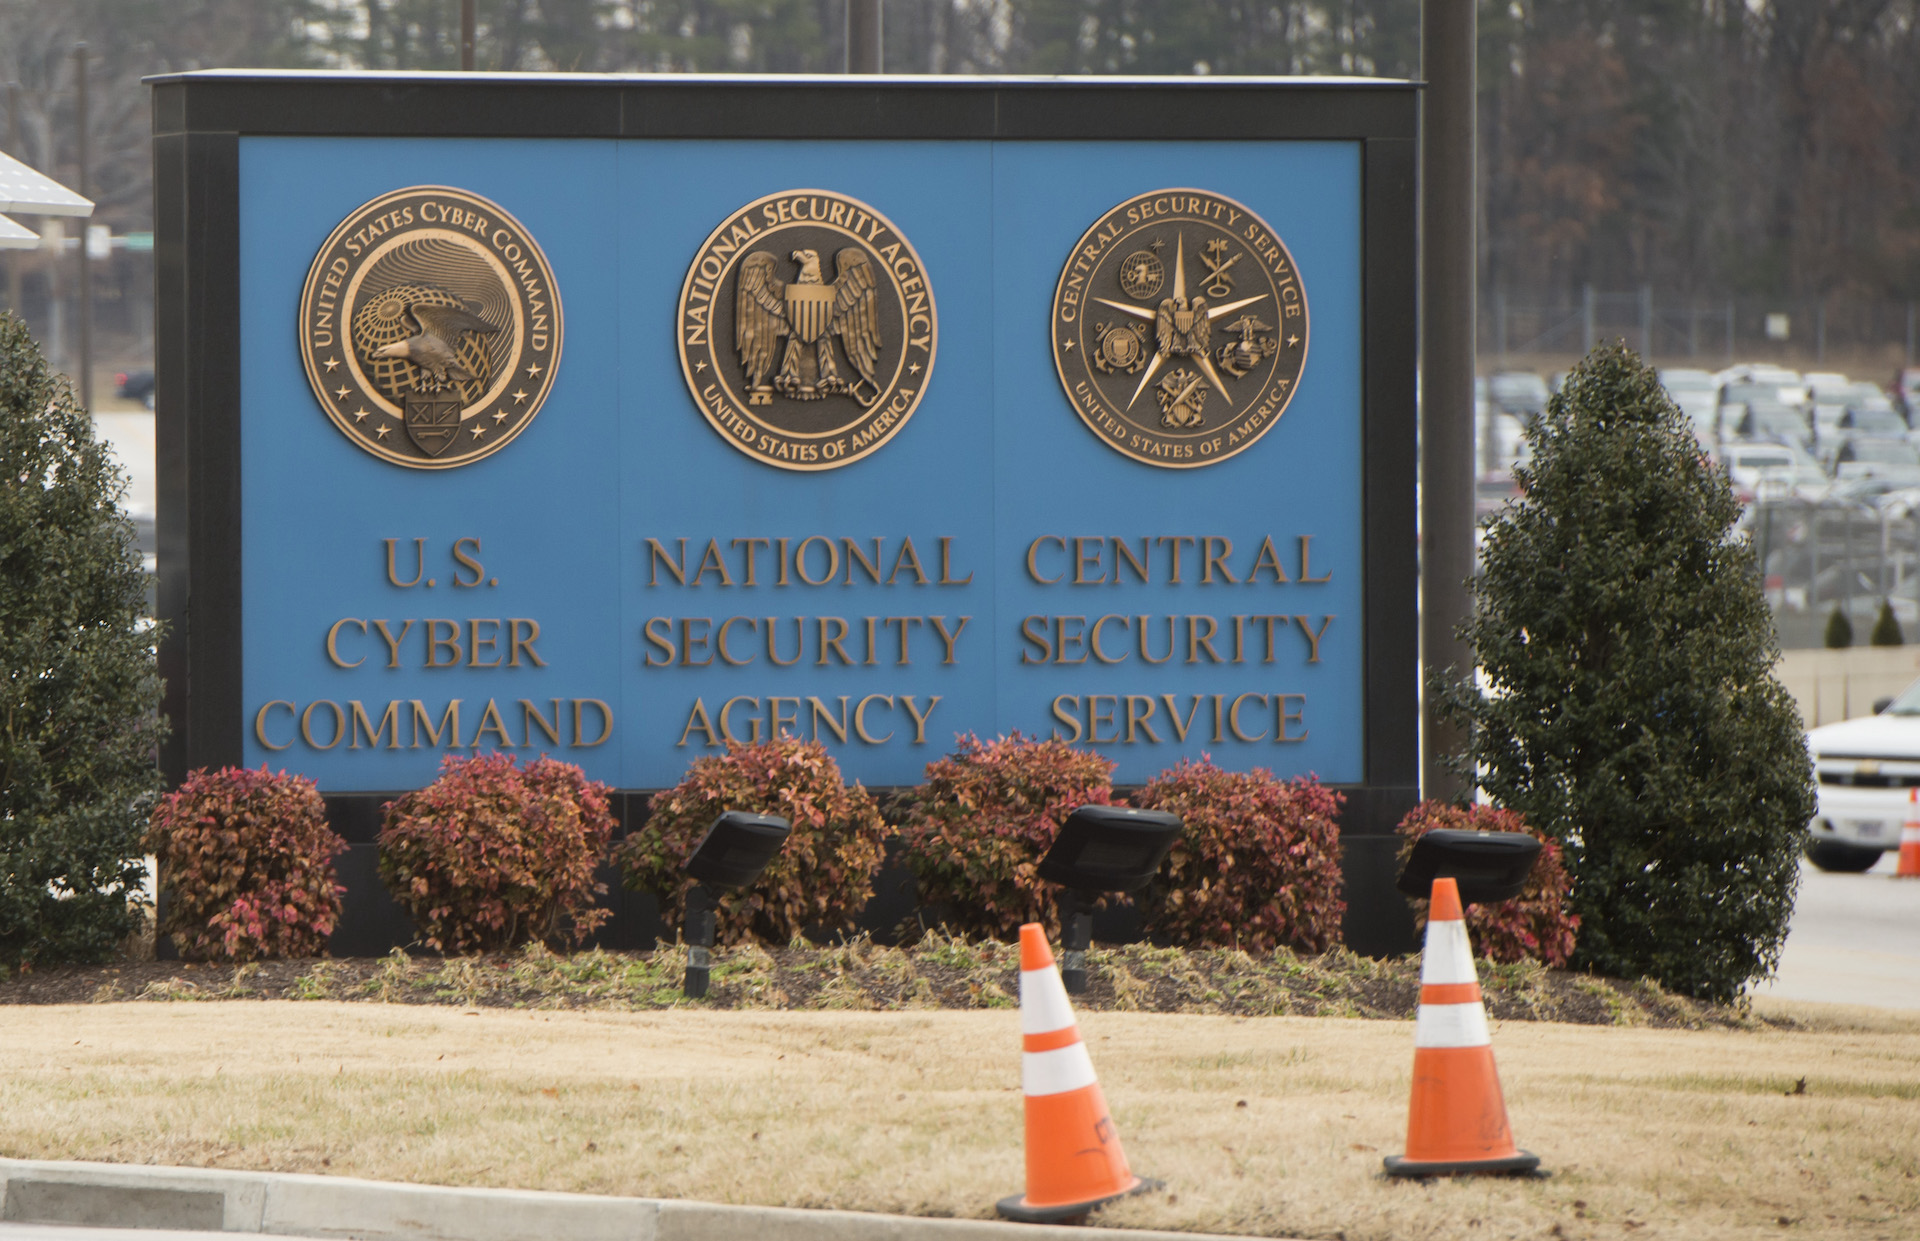 UNITED STATES CYBER COMMAND
NATIONAL SECURITY AGENCY
UNITED STATES OF AMERICA
CENTRAL SECURITY SERVICE
UNITED STATES OF AMERICA
U.S.
CYBER
COMMAND
NATIONAL
SECURITY
AGENCY
CENTRAL
SECURITY
SERVICE